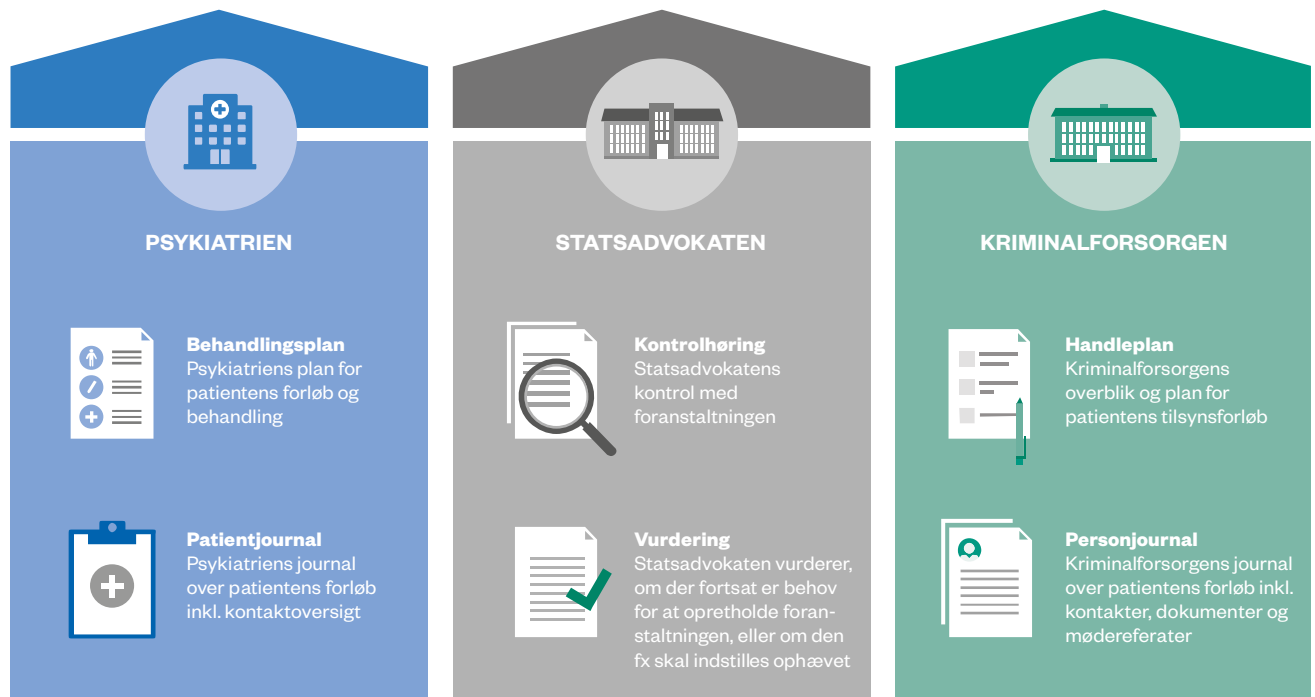 PSYKIATRIEN
Behandlingsplan
Psykiatriens plan for
patientens forløb og
behandling
Patientjournal
Psykiatriens journal
over patientens forløb
inkl. kontaktoversigt
STATSADVOKATEN
Kontrolhøring
Statsadvokatens
kontrol med
foranstaltningen
Vurdering
Statsadvokaten vurderer,
om der fortsat er behov
for at opretholde foran-
staltningen, eller om den
fx skal indstilles ophævet
KRIMINALFORSORGEN
Handleplan
Kriminalforsorgens
overblik og plan for
patientens tilsynsforløb
Personjournal
Kriminalforsorgens journal
over patientens forløb inkl.
kontakter, dokumenter og
mødereferater